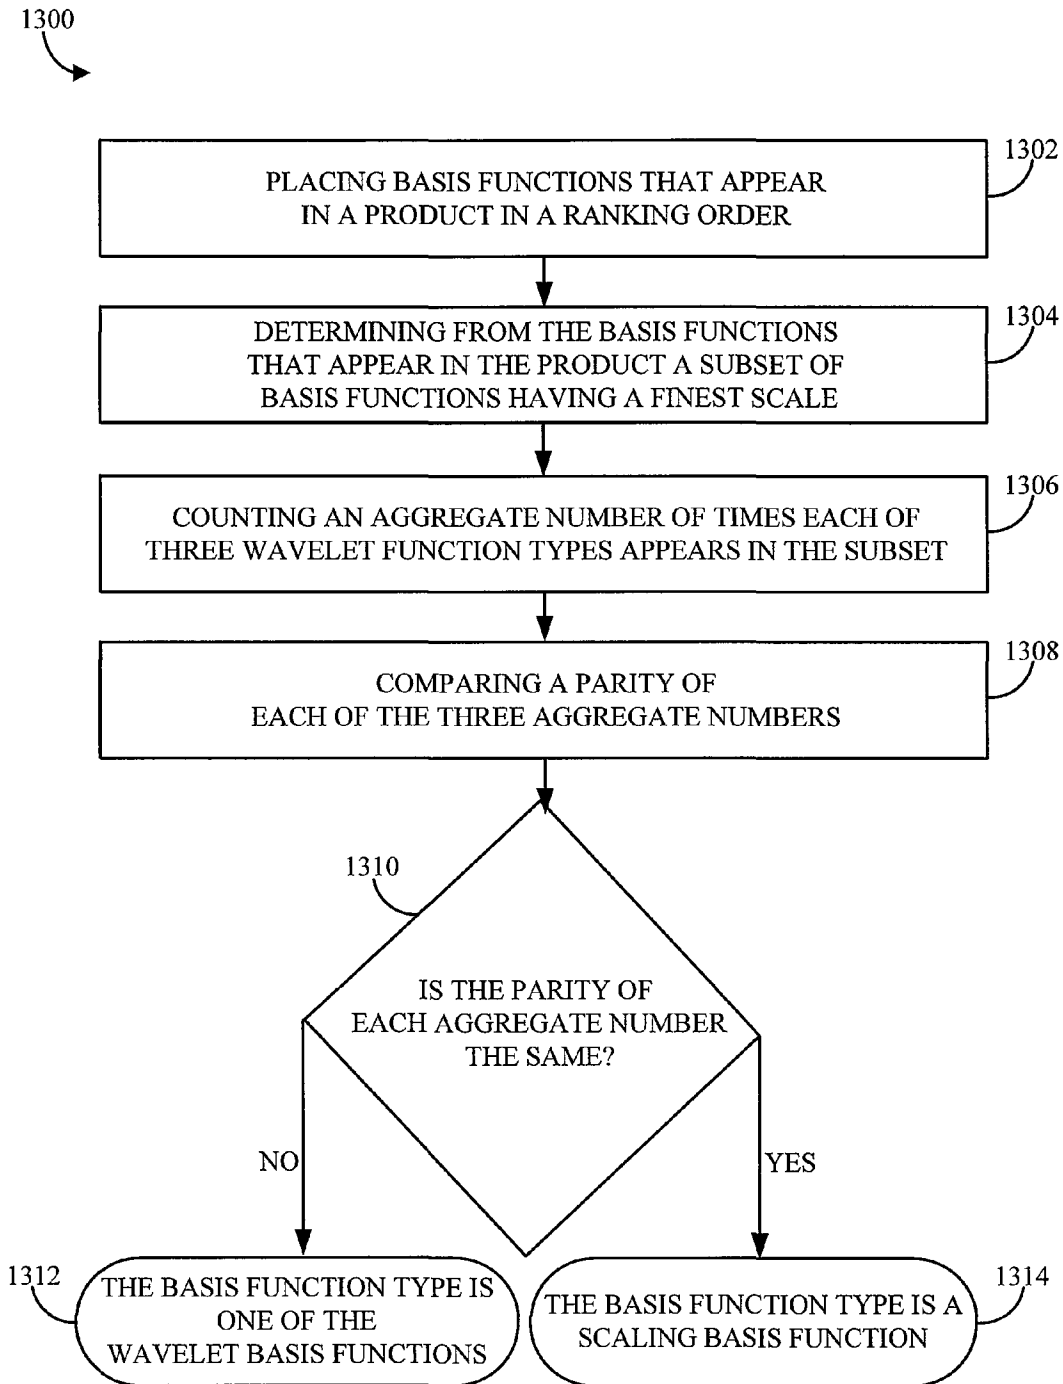 1300
1302
PLACING BASIS FUNCTIONS THAT APPEAR
IN A PRODUCT IN A RANKING ORDER
1304
DETERMINING FROM THE BASIS FUNCTIONS
THAT APPEAR IN THE PRODUCT A SUBSET OF
BASIS FUNCTIONS HAVING A FINEST SCALE
1306
COUNTING AN AGGREGATE NUMBER OF TIMES EACH OF
THREE WAVELET FUNCTION TYPES APPEARS IN THE SUBSET
1308
COMPARING A PARITY OF
EACH OF THE THREE AGGREGATE NUMBERS
1310
IS THE PARITY OF
EACH AGGREGATE NUMBER
THE SAME?
NO
YES
1312
THE BASIS FUNCTION TYPE IS
ONE OF THE
WAVELET BASIS FUNCTIONS
1314
THE BASIS FUNCTION TYPE IS A
SCALING BASIS FUNCTION